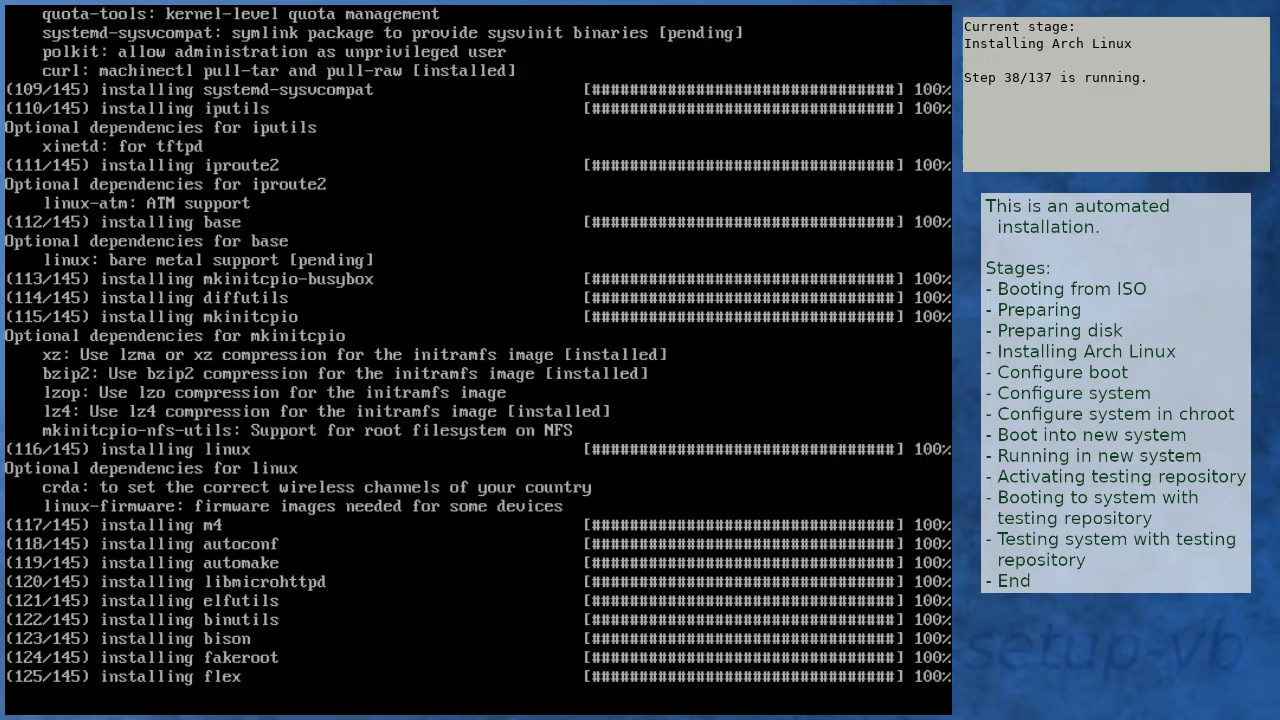 quota-tools: kernel-level quota management
systemd-sysvcompat: symlink package to provide sysvinit binaries [pending]
polkit: allow administration as unprivileged user
curl: machinectl pull-tar and pull-raw [installed]
(109/145) installing systemd-sysvcompat [################################] 100%
(110/145) installing iputils [################################] 100%
Optional dependencies for iputils
xinetd: for tftpd
(111/145) installing iproute2 [################################] 100%
Optional dependencies for iproute2
linux-atm: ATM support
(112/145) installing base [################################] 100%
Optional dependencies for base
linux: bare metal support [pending]
(113/145) installing mkinitcpio-busybox [################################] 100%
(114/145) installing diffutils [################################] 100%
(115/145) installing mkinitcpio [################################] 100%
Optional dependencies for mkinitcpio
xz: Use lzma or xz compression for the initramfs image [installed]
bzip2: Use bzip2 compression for the initramfs image [installed]
lzop: Use lzo compression for the initramfs image
lz4: Use lz4 compression for the initramfs image [installed]
mkinitcpio-nfs-utils: Support for root filesystem on NFS
(116/145) installing linux [################################] 100%
Optional dependencies for linux
crda: to set the correct wireless channels of your country
linux-firmware: firmware images needed for some devices
(117/145) installing m4 [################################] 100%
(118/145) installing autoconf [################################] 100%
(119/145) installing automake [################################] 100%
(120/145) installing libmicrohttpd [################################] 100%
(121/145) installing elfutils [################################] 100%
(122/145) installing binutils [################################] 100%
(123/145) installing bison [################################] 100%
(124/145) installing fakeroot [################################] 100%
(125/145) installing flex [################################] 100%
Current stage:
Installing Arch Linux
Step 38/137 is running.
This is an automated
installation.
Stages:
- Booting from ISO
- Preparing
- Preparing disk
- Installing Arch Linux
- Configure boot
- Configure system
- Configure system in chroot
- Boot into new system
- Running in new system
- Activating testing repository
- Booting to system with
testing repository
- Testing system with testing
repository
- End
setup-vb